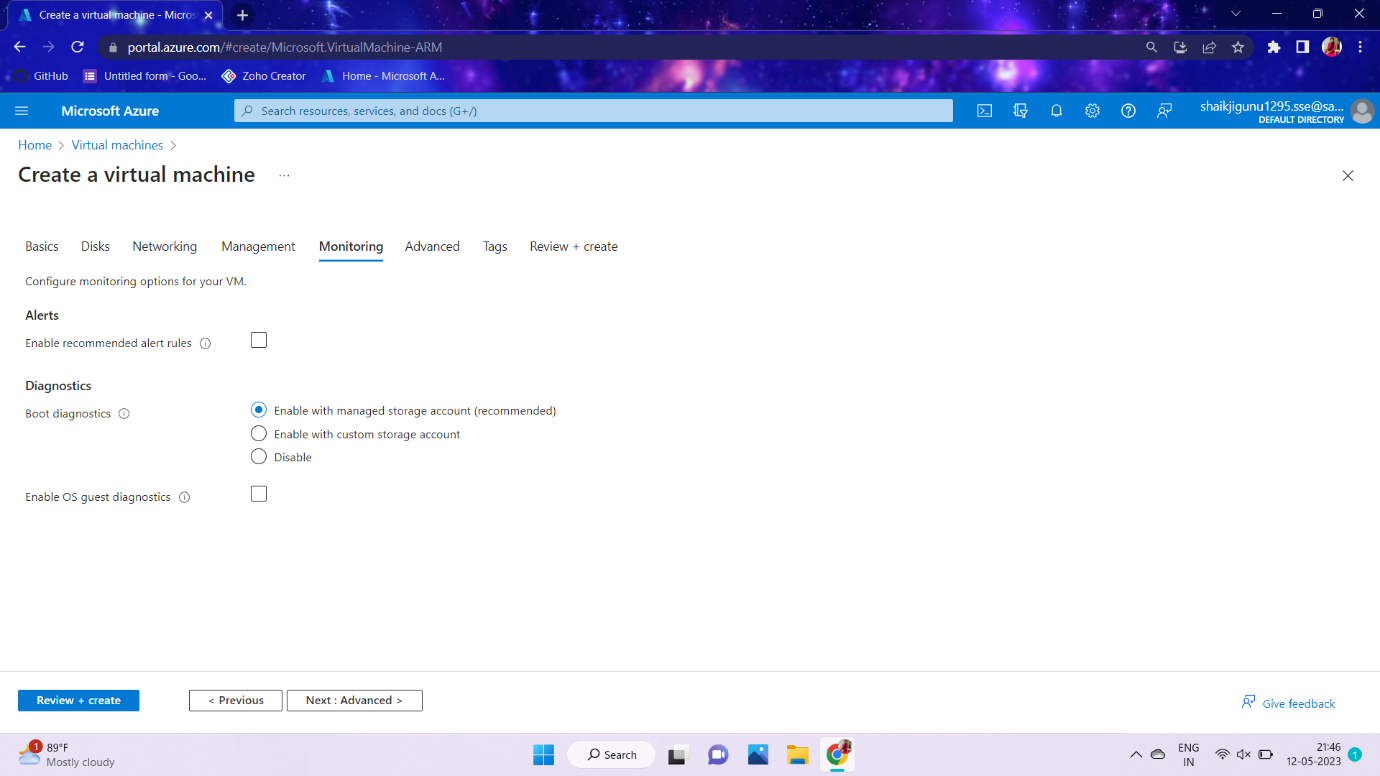 Create a virtual machine - Micros
portal.azure.com/#create/Microsoft.VirtualMachine-ARM
GitHub
Untitled form - Goo...
Zoho Creator
Home - Microsoft A...
Microsoft Azure
Search resources, services, and docs (G+/)
shaikjigunu1295.sse@sa...
DEFAULT DIRECTORY
Home > Virtual machines >
Create a virtual machine ...
Basics Disks Networking Management Monitoring Advanced Tags Review + create
Configure monitoring options for your VM.
Alerts
Enable recommended alert rules
Diagnostics
Boot diagnostics
Enable with managed storage account (recommended)
Enable with custom storage account
Disable
Enable OS guest diagnostics
Review + create
< Previous
Next : Advanced >
Give feedback
1
89°F
Mostly cloudy
Search
ENG
IN
21:46
12-05-2023
1